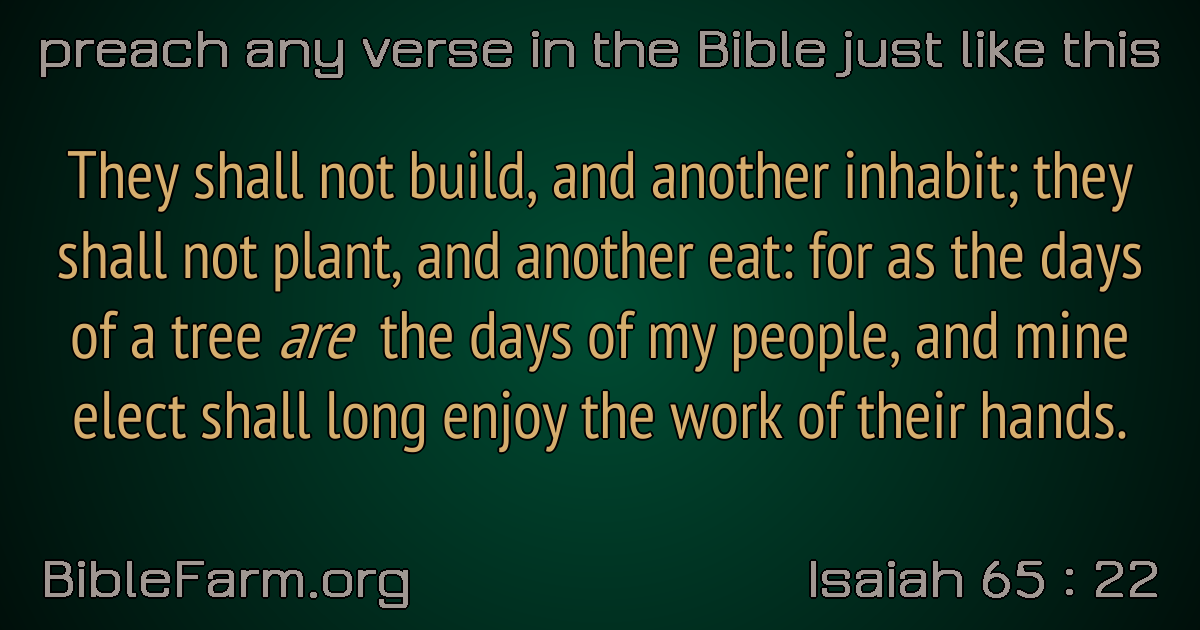 preach any verse in the Bible just like this
They shall not build, and another inhabit; they
shall not plant, and another eat: for as the days
of a tree are the days of my people, and mine
elect shall long enjoy the work of their hands.
BibleFarm.org
Isaiah 65 : 22